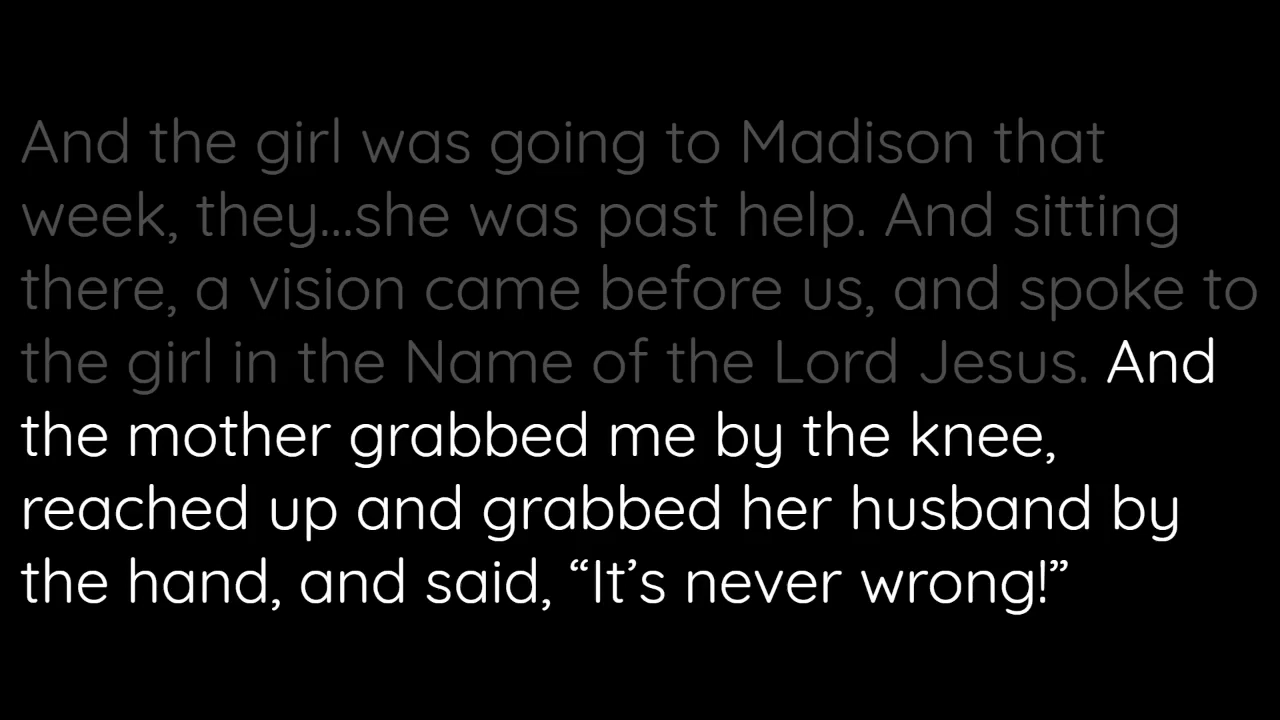 And the girl was going to Madison that
week, they...she was past help. And sitting
there, a vision came before us, and spoke to
the girl in the Name of the Lord Jesus. And
the mother grabbed me by the knee,
reached up and grabbed her husband by
the hand, and said, “It’s never wrong!”